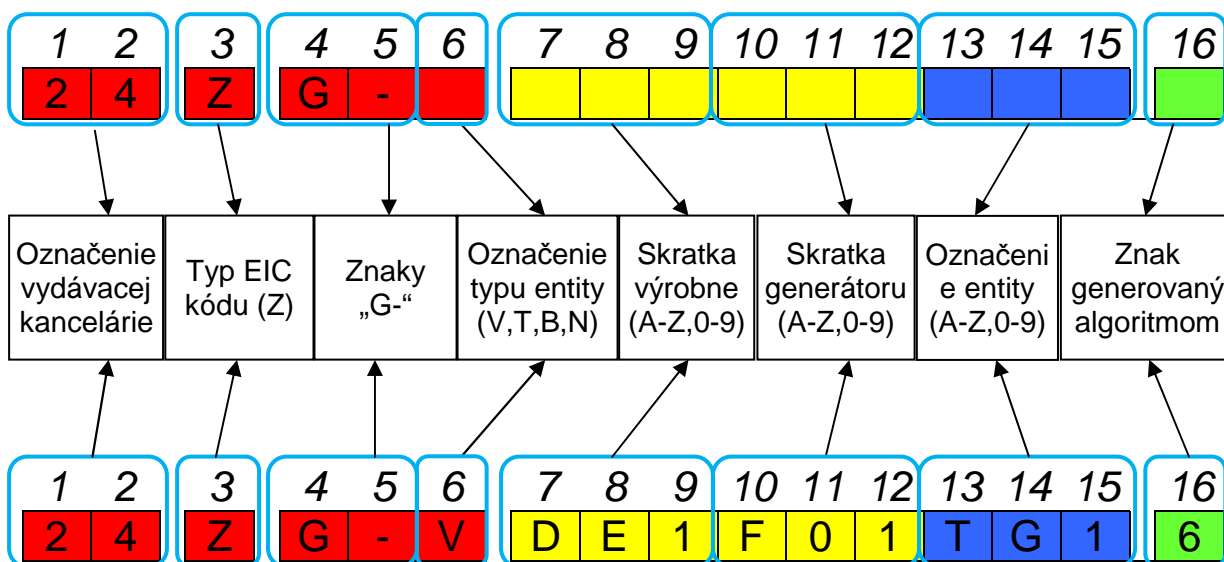 1 2 3 4 5 6 7 8 9 10 11 12 13 14 15 16
2 4 Z G -
Označenie
vydávacej
kancelárie
Typ EIC
kódu (Z)
Znaky
„G-“
Označenie
typu entity
(V,T,B,N)
Skratka
výrobne
(A-Z,0-9)
Skratka
generátoru
(A-Z,0-9)
Označeni
e entity
(A-Z,0-9)
Znak
generovaný
algoritmom
1 2 3 4 5 6 7 8 9 10 11 12 13 14 15 16
2 4 Z G - V D E 1 F 0 1 T G 1 6